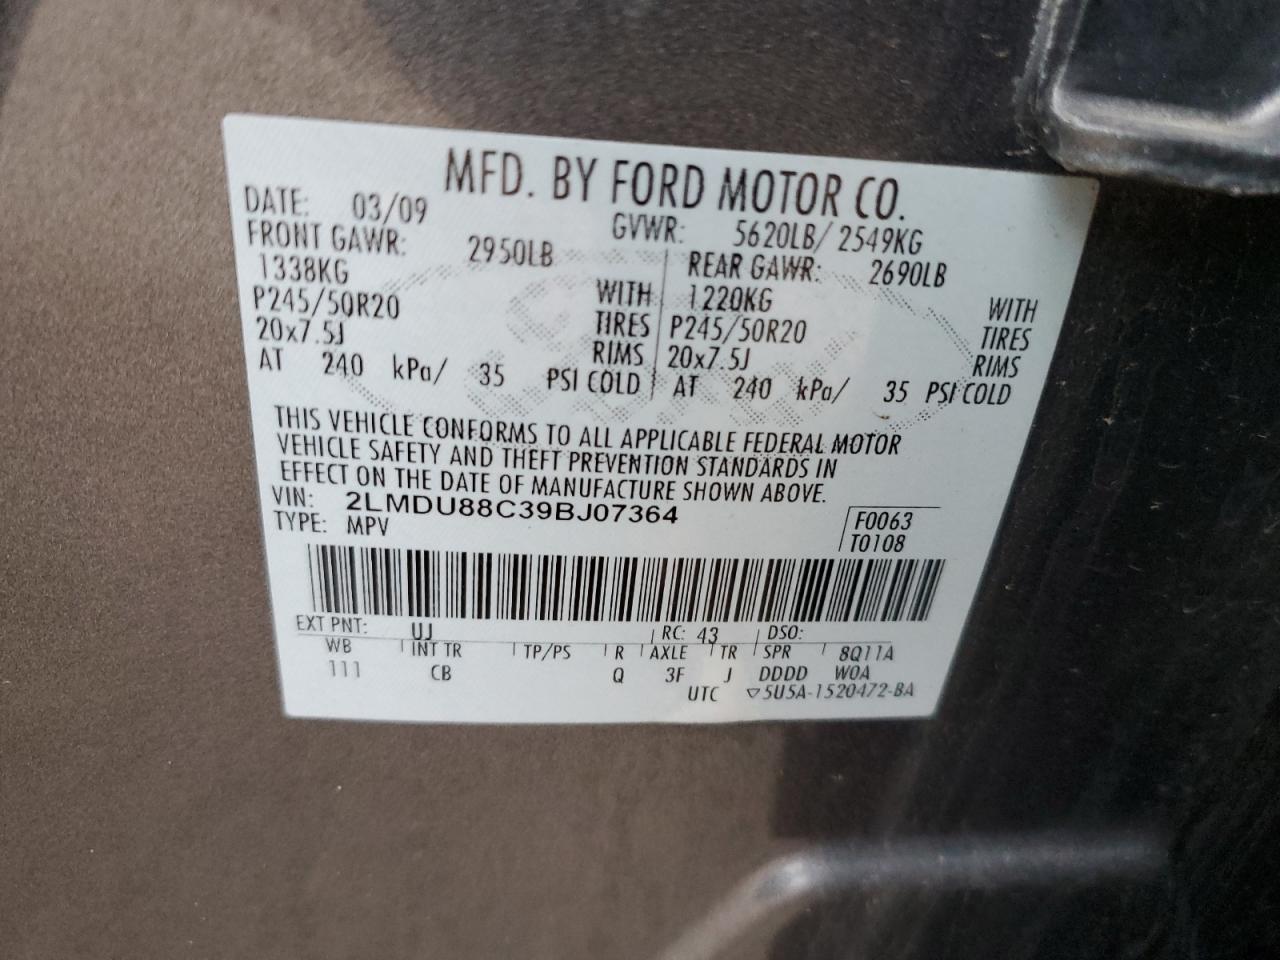 MFD. BY FORD MOTOR CO.
DATE: 03/09 GVWR: 5620LB/ 2549KG
FRONT GAWR: 2950LB REAR GAWR: 2690LB
1338KG WITH 1220KG WITH
P245/50R20 TIRES P245/50R20 TIRES
20x7.5J RIMS 20x7.5J RIMS
AT 240 kPa/ 35 PSI COLD AT 240 kPa/ 35 PSI COLD
THIS VEHICLE CONFORMS TO ALL APPLICABLE FEDERAL MOTOR
VEHICLE SAFETY AND THEFT PREVENTION STANDARDS IN
EFFECT ON THE DATE OF MANUFACTURE SHOWN ABOVE.
VIN: 2LMDU88C39BJ07364 F0063
TYPE: MPV T0108
EXT PNT: UJ RC: 43 DSO:
WB INT TR TP/PS R AXLE TR SPR 8Q11A
111 CB Q 3F J DDDD WOA
UTC ▽5U5A-1520472-BA